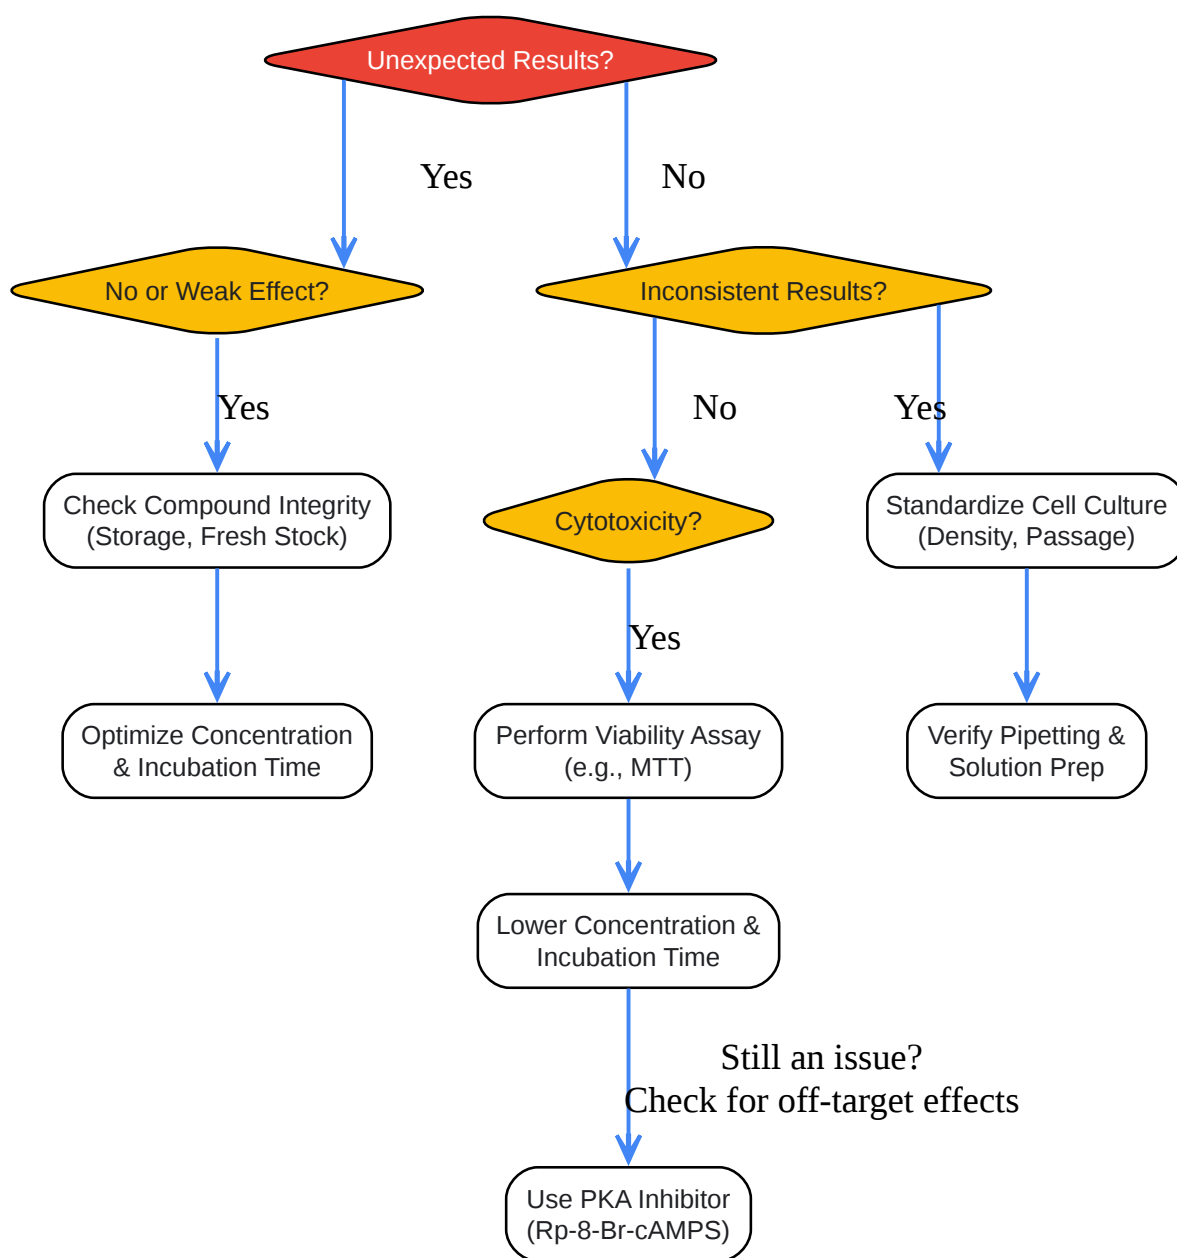 Unexpected Results?
Yes
No
No or Weak Effect?
Inconsistent Results?
Yes
No
Yes
Check Compound Integrity
(Storage, Fresh Stock)
Cytotoxicity?
Standardize Cell Culture
(Density, Passage)
Yes
Optimize Concentration
& Incubation Time
Perform Viability Assay
(e.g., MTT)
Verify Pipetting &
Solution Prep
Lower Concentration &
Incubation Time
Still an issue?
Check for off-target effects
Use PKA Inhibitor
(Rp-8-Br-cAMPS)